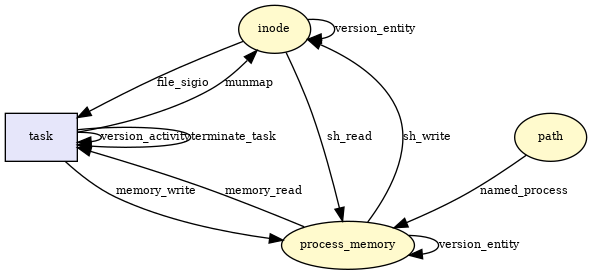 inode
version_entity
file_sigio
munmap
task
version_activity
terminate_task
sh_read
sh_write
path
memory_write
memory_read
named_process
process_memory
version_entity